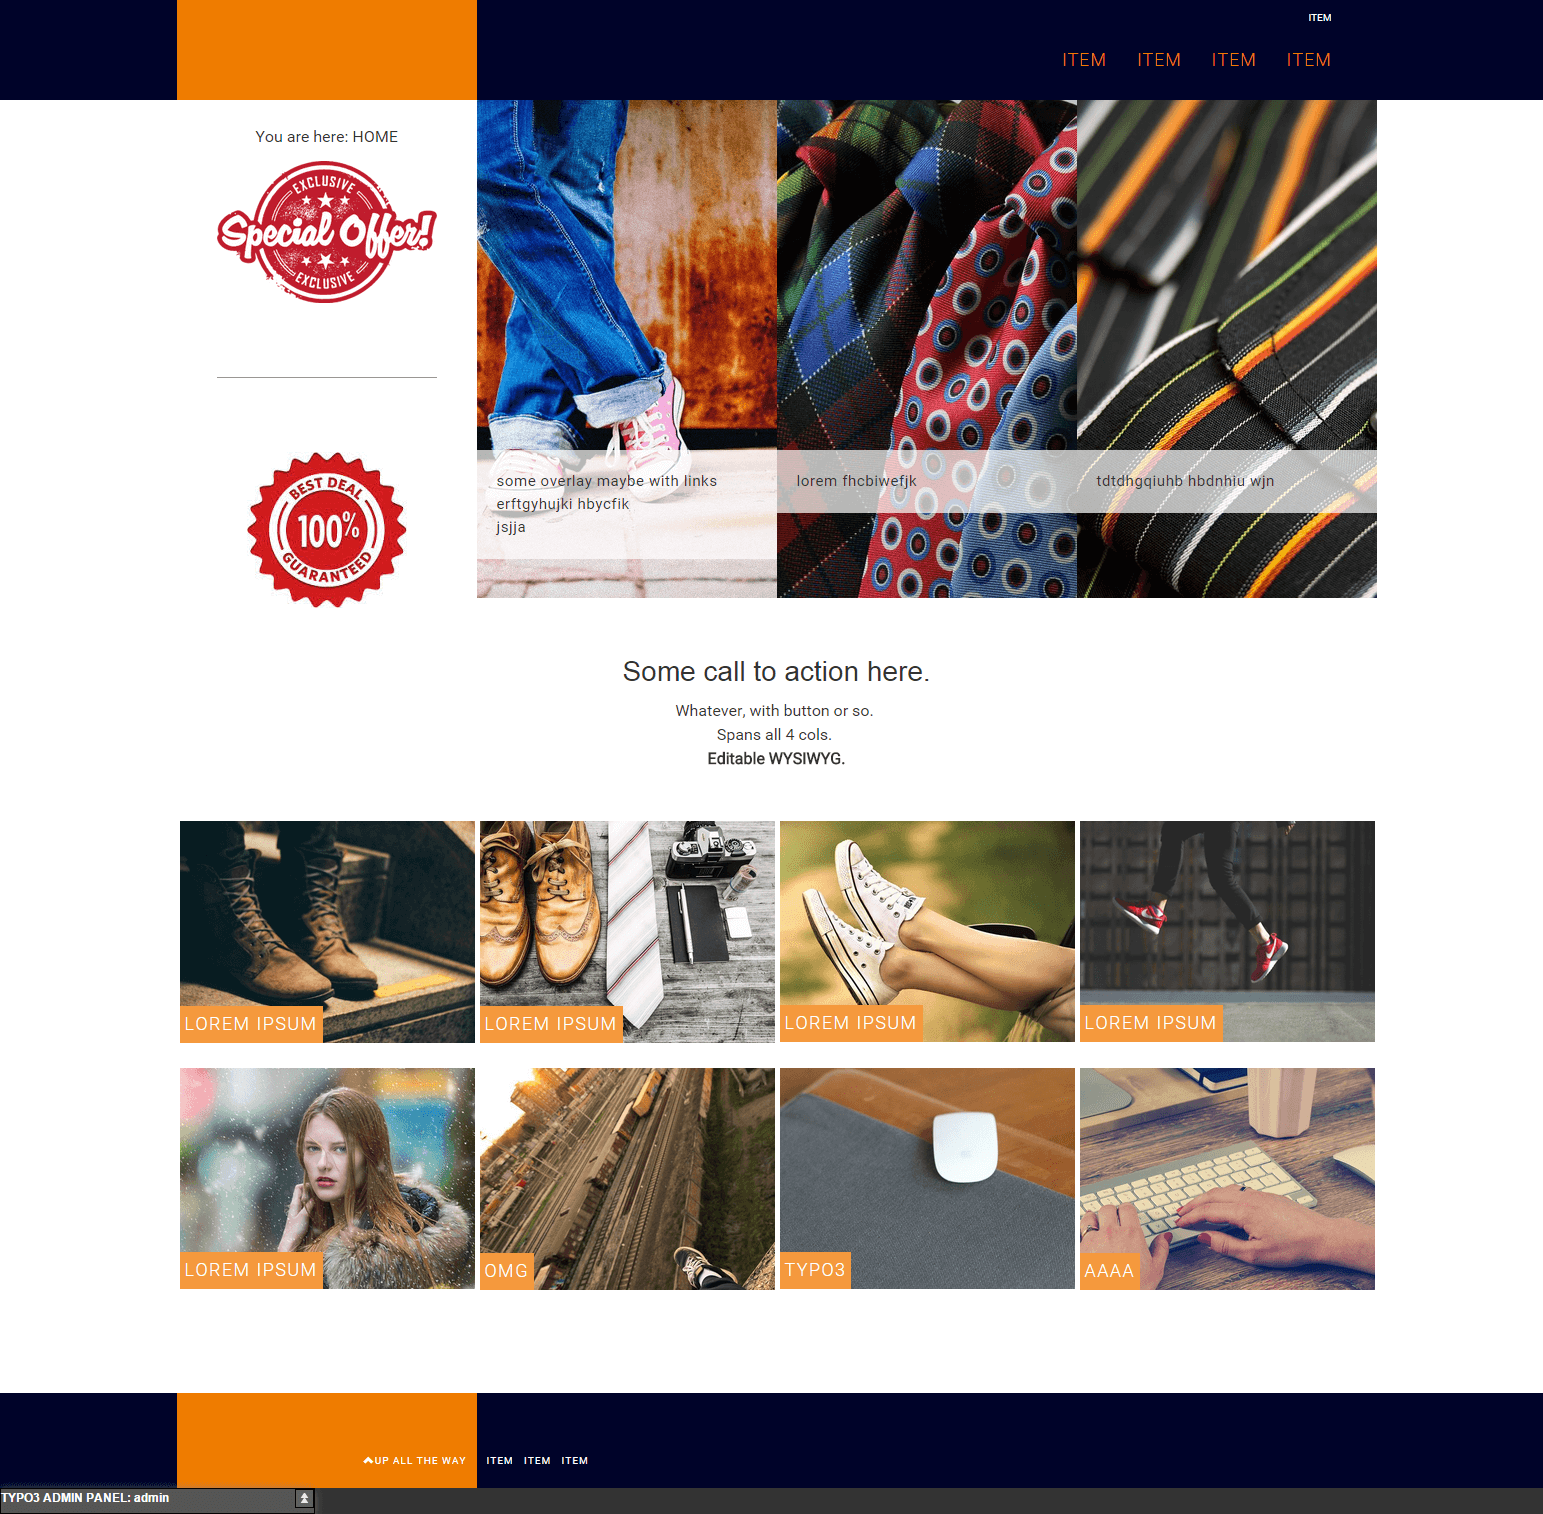 ITEM
ITEM ITEM ITEM ITEM
You are here: HOME
EXCLUSIVE
Special Offer!
EXCLUSIVE
BEST DEAL
100%
GUARANTEED
some overlay maybe with links
erftgyhujki hbycfik
jsjja
lorem fhcbiwefjk
tdtdhgqiuhb hbdnhiu wjn
Some call to action here.
Whatever, with button or so.
Spans all 4 cols.
Editable WYSIWYG.
LOREM IPSUM
LOREM IPSUM
LOREM IPSUM
LOREM IPSUM
LOREM IPSUM
OMG
TYPO3
AAAA
UP ALL THE WAY ITEM ITEM ITEM
TYPO3 ADMIN PANEL: admin